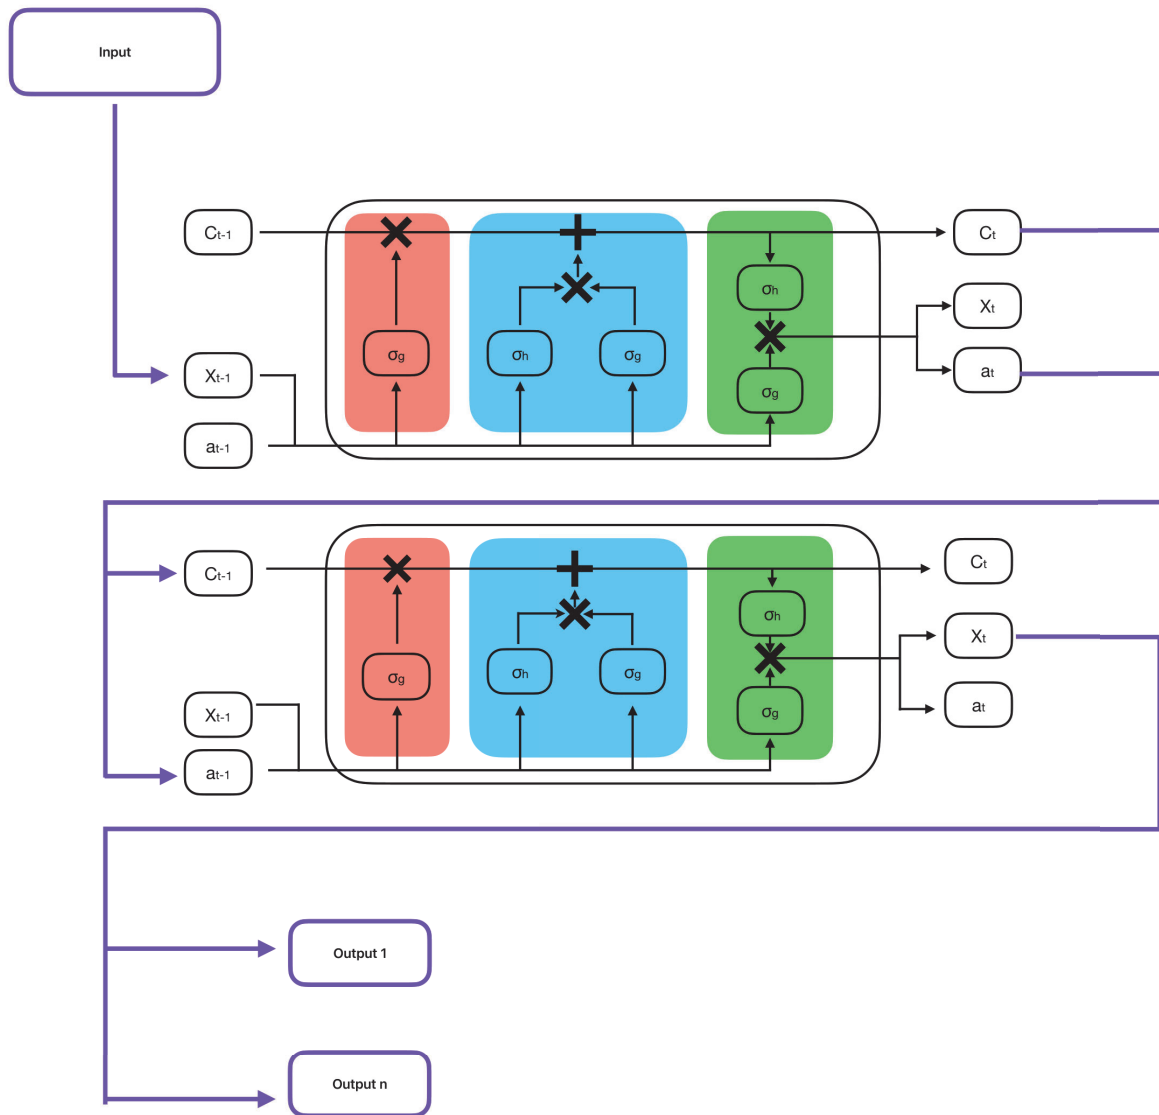 Input
Ct-1
Ct
σh
Xt
σg
σh
σg
Xt-1
at
σg
at-1
Ct-1
Ct
σh
Xt
σg
σh
σg
Xt-1
at
σg
at-1
Output 1
Output n